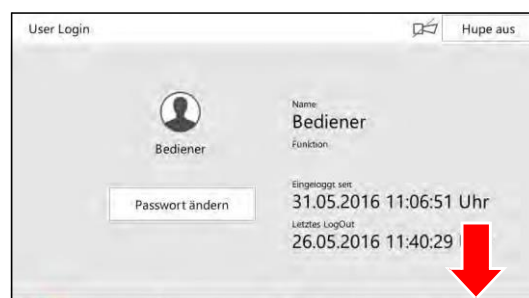 User Login
Hupe aus
Bediener
Passwort ändern
Name
Bediener
Funktion
Eingeloggt seit
31.05.2016 11:06:51 Uhr
Letztes LogOut
26.05.2016 11:40:29